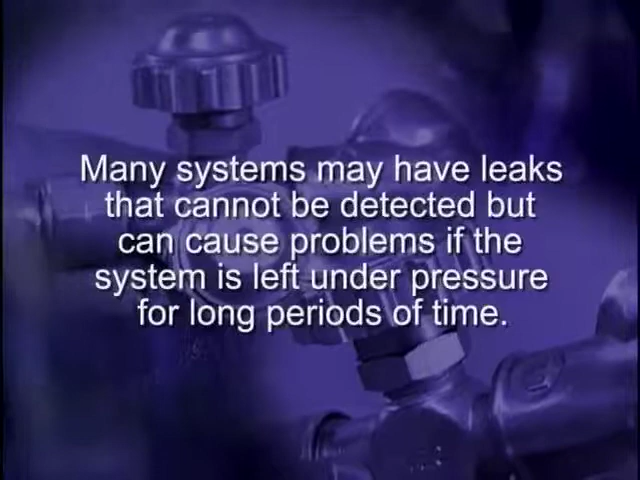 Many systems may have leaks
that cannot be detected but
can cause problems if the
system is left under pressure
for long periods of time.